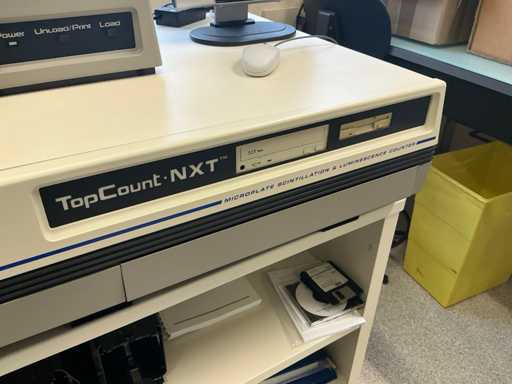 Power Unload/Print Load
TopCount·NXT™
Microplate Scintillation & Luminescence Counter